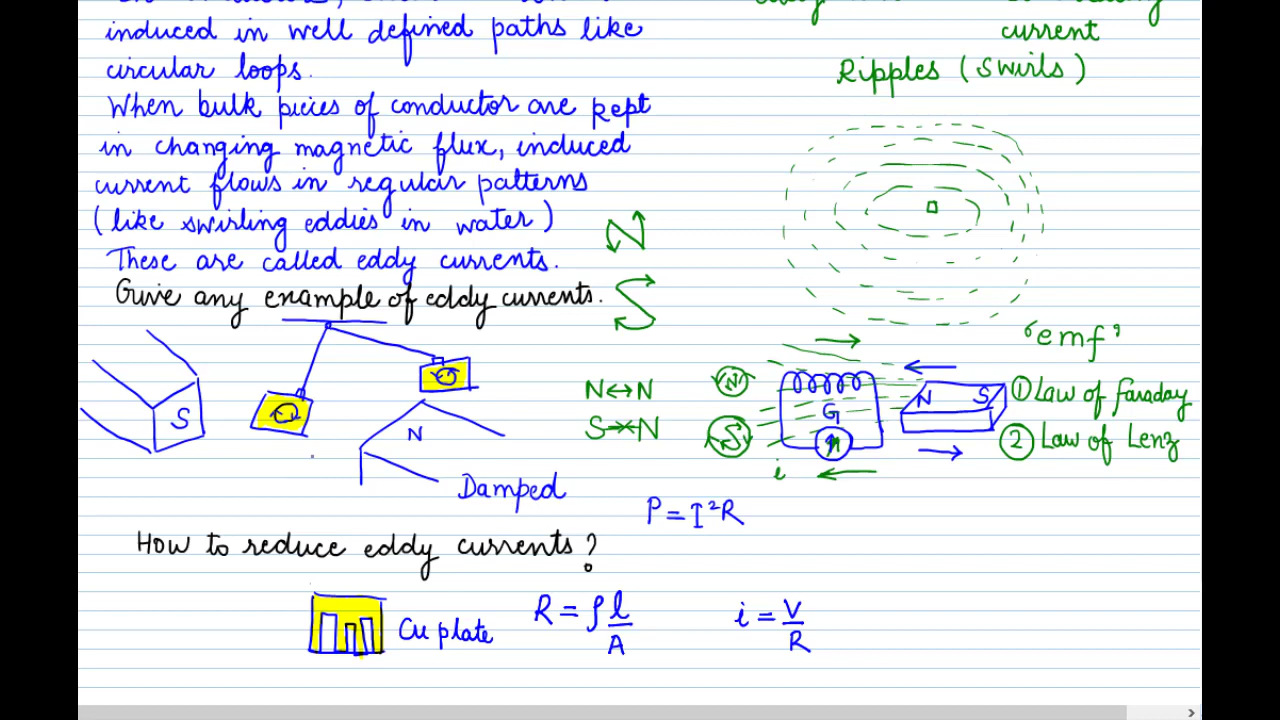 induced in well defined paths like
circular loops.
When bulk pieces of conductor are kept
in changing magnetic flux, induced
current flows in regular patterns
(like swirling eddies in water)
These are called eddy currents.
Give any example of eddy currents.
current
Ripples (swirls)
N
S
'emf'
N↔N
S→←N
N
S
G
i
N S
① Law of Faraday
② Law of Lenz
S
N
Damped
P = I²R
How to reduce eddy currents?
Cu plate
R = ρ l/A
i = V/R